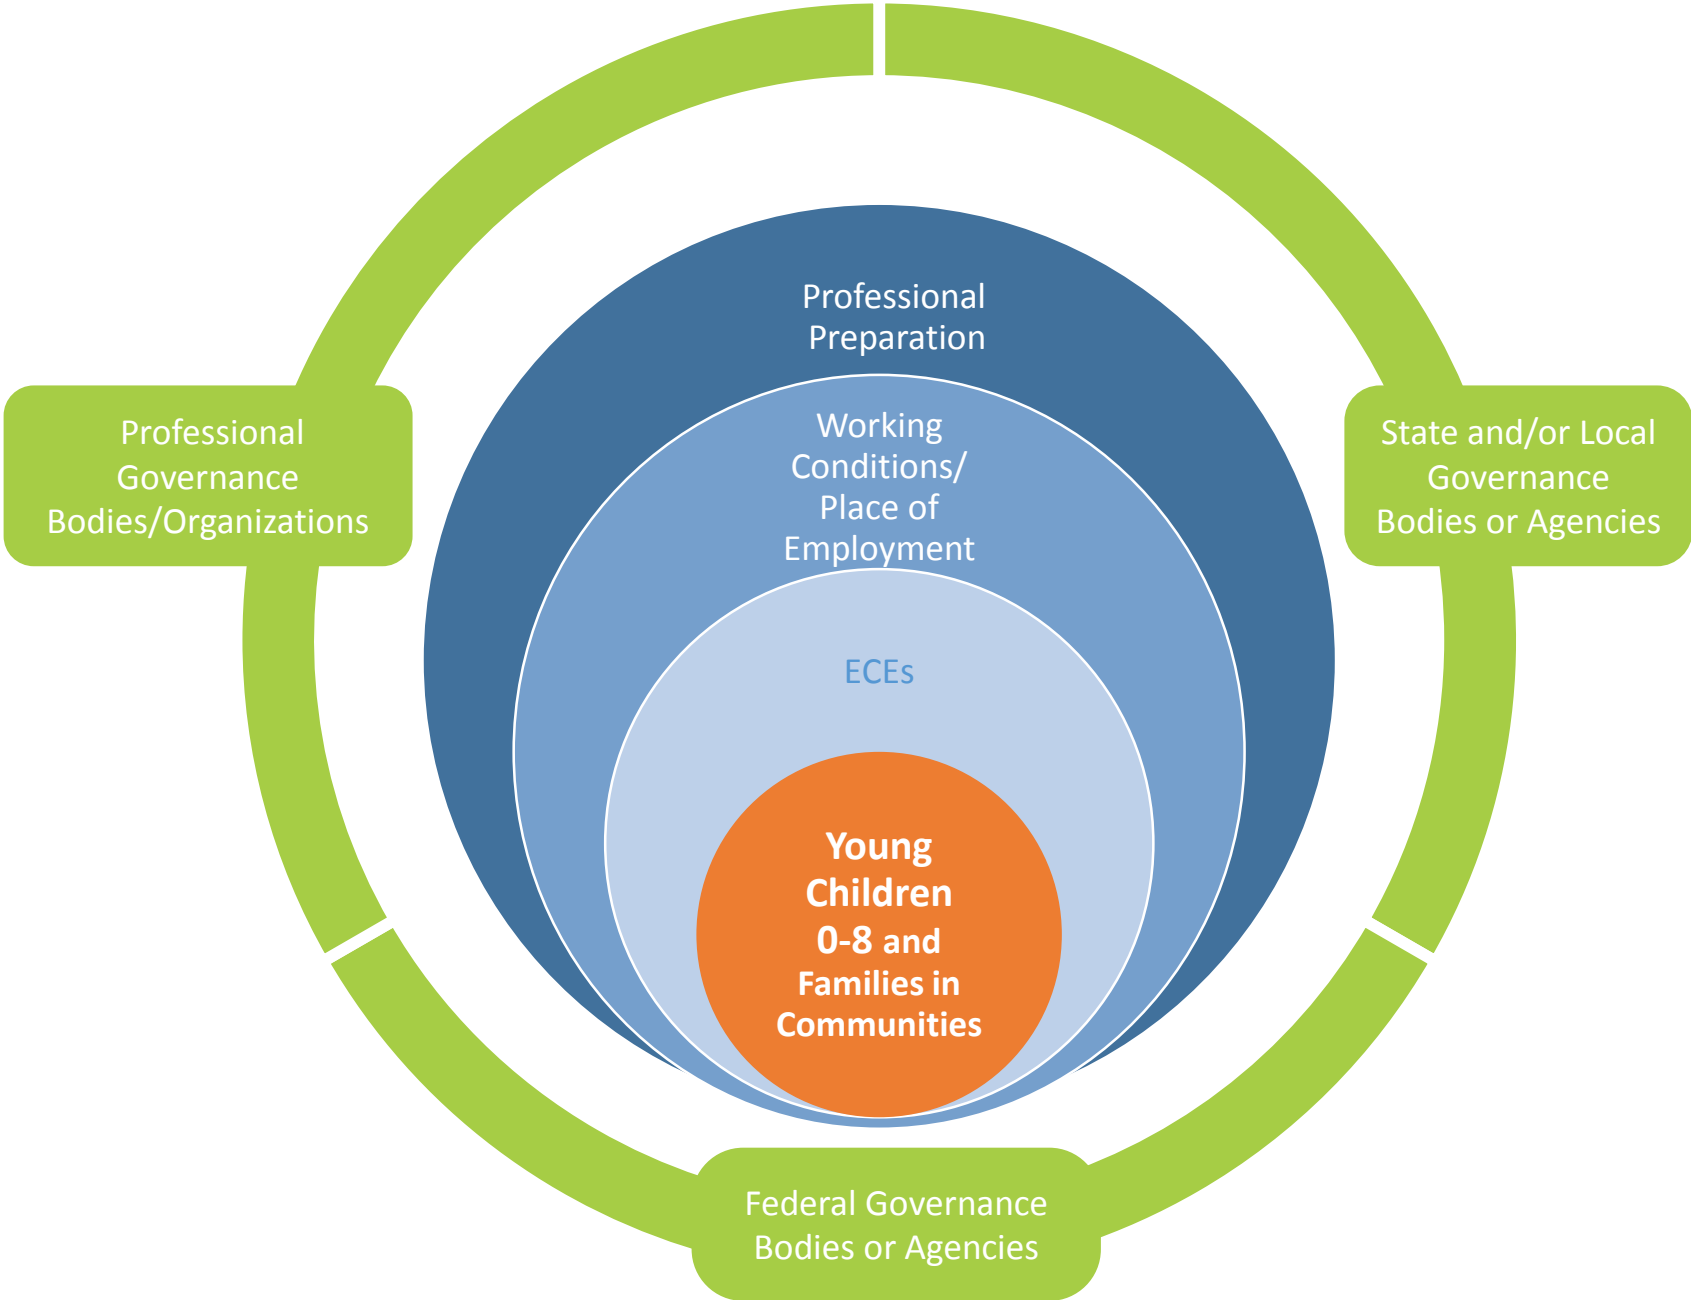 Professional
Preparation
Professional
Governance
Bodies/Organizations
Working
Conditions/
Place of
Employment
State and/or Local
Governance
Bodies or Agencies
ECEs
Young
Children
0-8 and
Families in
Communities
Federal Governance
Bodies or Agencies